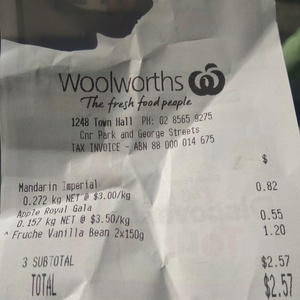 Woolworths
The fresh food people
1248 Town Hall PH: 02 8565 9275
Cnr Park and George Streets
TAX INVOICE - ABN 88 000 014 675
$
Mandarin Imperial
0.272 kg NET @ $3.00/kg 0.82
Apple Royal Gala
0.157 kg NET @ $3.50/kg 0.55
^ Fruche Vanilla Bean 2x150g 1.20
3 SUBTOTAL $2.57
TOTAL $2.57